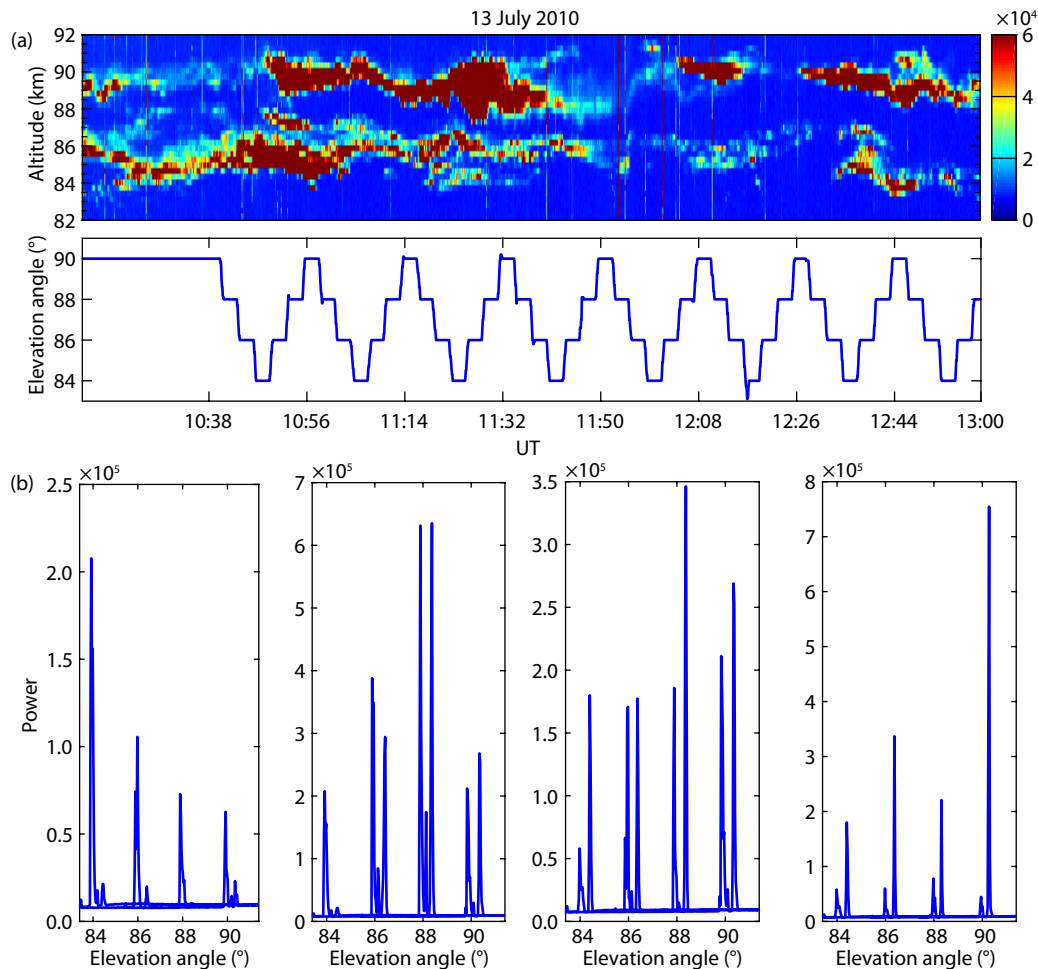 13 July 2010
(a)
×10⁴
92
90
88
86
84
82
Altitude (km)
6
4
2
0
90
88
86
84
Elevation angle (°)
10:38 10:56 11:14 11:32 11:50 12:08 12:26 12:44 13:00
UT
(b)
×10⁵ ×10⁵ ×10⁵ ×10⁵
Power
2.5
2.0
1.5
1.0
0.5
0.0
84 86 88 90
Elevation angle (°)
7
6
5
4
3
2
1
0
84 86 88 90
Elevation angle (°)
3.5
3.0
2.5
2.0
1.5
1.0
0.5
0.0
84 86 88 90
Elevation angle (°)
8
7
6
5
4
3
2
1
0
84 86 88 90
Elevation angle (°)